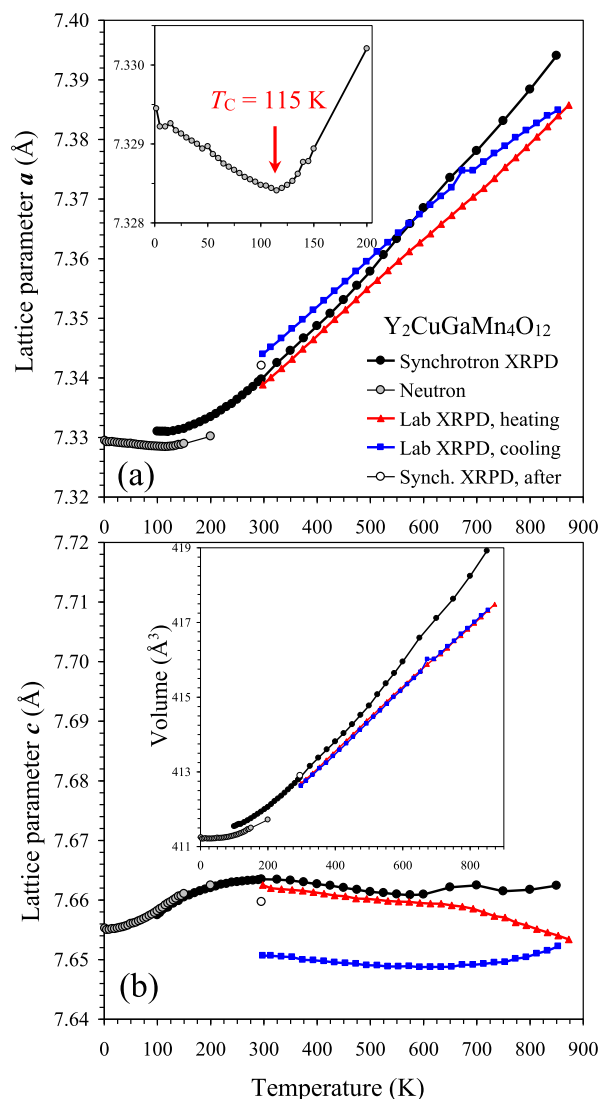 7.40
7.39
7.38
7.37
7.36
7.35
7.34
7.33
7.32
Lattice parameter a (Å)
7.330
7.329
7.328
0 50 100 150 200
TC = 115 K
Y2CuGaMn4O12
Synchrotron XRPD
Neutron
Lab XRPD, heating
Lab XRPD, cooling
Synch. XRPD, after
(a)
0 100 200 300 400 500 600 700 800 900
7.72
7.71
7.70
7.69
7.68
7.67
7.66
7.65
7.64
Lattice parameter c (Å)
419
417
415
413
411
Volume (Å³)
0 200 400 600 800
(b)
0 100 200 300 400 500 600 700 800 900
Temperature (K)